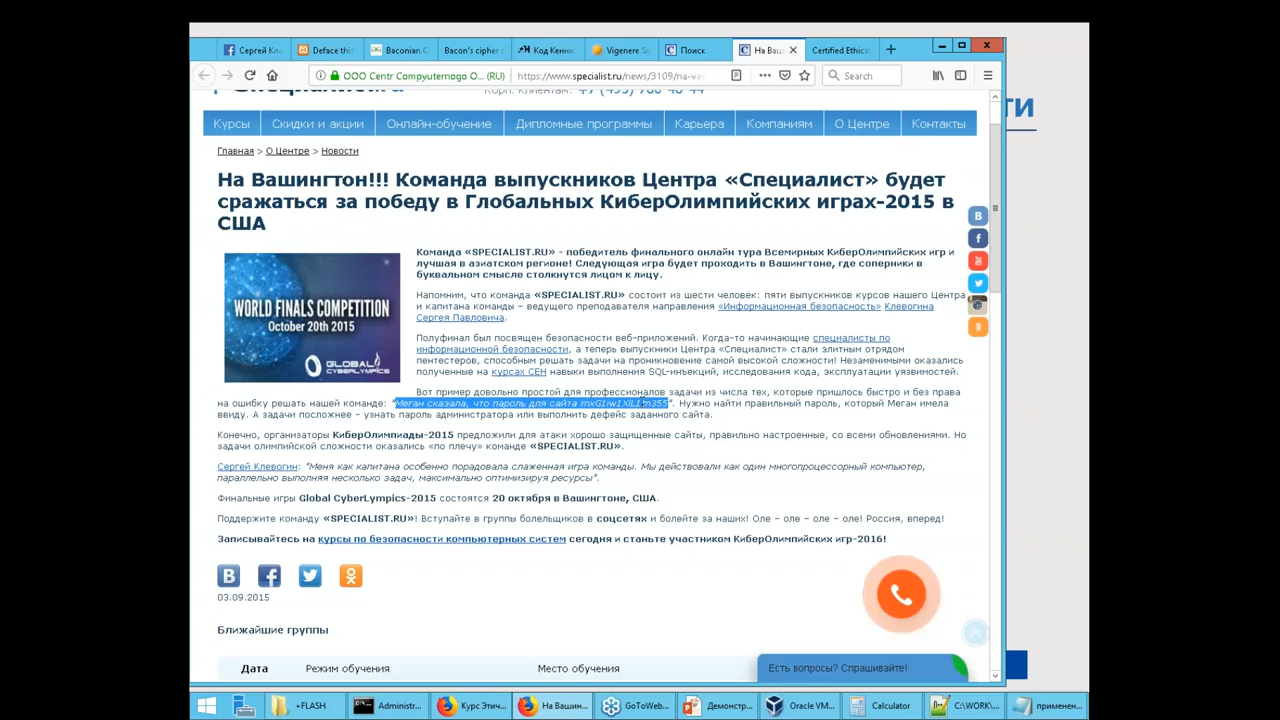 Сергей Кле
Deface this
Baconian C
Bacon's cipher
Код Кенни
Vigenere So
Поиск
На Ваш
Certified Ethical
ООО Centr Compyuternogo O... (RU)
https://www.specialist.ru/news/3109/na-vas
Search
ТИ
Курсы
Скидки и акции
Онлайн-обучение
Дипломные программы
Карьера
Компаниям
О Центре
Контакты
Главная > О Центре > Новости
На Вашингтон!!! Команда выпускников Центра «Специалист» будет
сражаться за победу в Глобальных КиберОлимпийских играх-2015 в
США
WORLD FINALS COMPETITION
October 20th 2015
GLOBAL
CYBERLYMPICS
Команда «SPECIALIST.RU» - победитель финального онлайн тура Всемирных КиберОлимпийских игр и
лучшая в азиатском регионе! Следующая игра будет проходить в Вашингтоне, где соперники в
буквальном смысле столкнутся лицом к лицу.
Напомним, что команда «SPECIALIST.RU» состоит из шести человек: пяти выпускников курсов нашего Центра
и капитана команды – ведущего преподавателя направления «Информационная безопасность» Клевогина
Сергея Павловича.
Полуфинал был посвящен безопасности веб-приложений. Когда-то начинающие специалисты по
информационной безопасности, а теперь выпускники Центра «Специалист» стали элитным отрядом
пентестеров, способным решать задачи на проникновение самой высокой сложности! Незаменимыми оказались
полученные на курсах CEH навыки выполнения SQL-инъекций, исследования кода, эксплуатации уязвимостей.
Вот пример довольно простой для профессионалов задачи из числа тех, которые пришлось быстро и без права
на ошибку решать нашей команде: "Меган сказала, что пароль для сайта". Нужно найти правильный пароль, который Меган имела
ввиду. А задачи посложнее - узнать пароль администратора или выполнить дефейс заданного сайта.
Конечно, организаторы КиберОлимпиады-2015 предложили для атаки хорошо защищенные сайты, правильно настроенные, со всеми обновлениями. Но
задачи олимпийской сложности оказались «по плечу» команде «SPECIALIST.RU».
Сергей Клевогин: "Меня как капитана особенно порадовала слаженная игра команды. Мы действовали как один многопроцессорный компьютер,
параллельно выполняя несколько задач, максимально оптимизируя ресурсы".
Финальные игры Global CyberLympics-2015 состоятся 20 октября в Вашингтоне, США.
Поддержите команду «SPECIALIST.RU»! Вступайте в группы болельщиков в соцсетях и болейте за наших! Оле – оле – оле – оле! Россия, вперед!
Записывайтесь на курсы по безопасности компьютерных систем сегодня и станьте участником КиберОлимпийских игр-2016!
03.09.2015
Ближайшие группы
Дата
Режим обучения
Место обучения
Есть вопросы? Спрашивайте!
+FLASH
Administr...
Курс Этич...
На Вашин...
GoToWeb...
Демонстр...
Oracle VM...
Calculator
C:\WORK\...
примен...